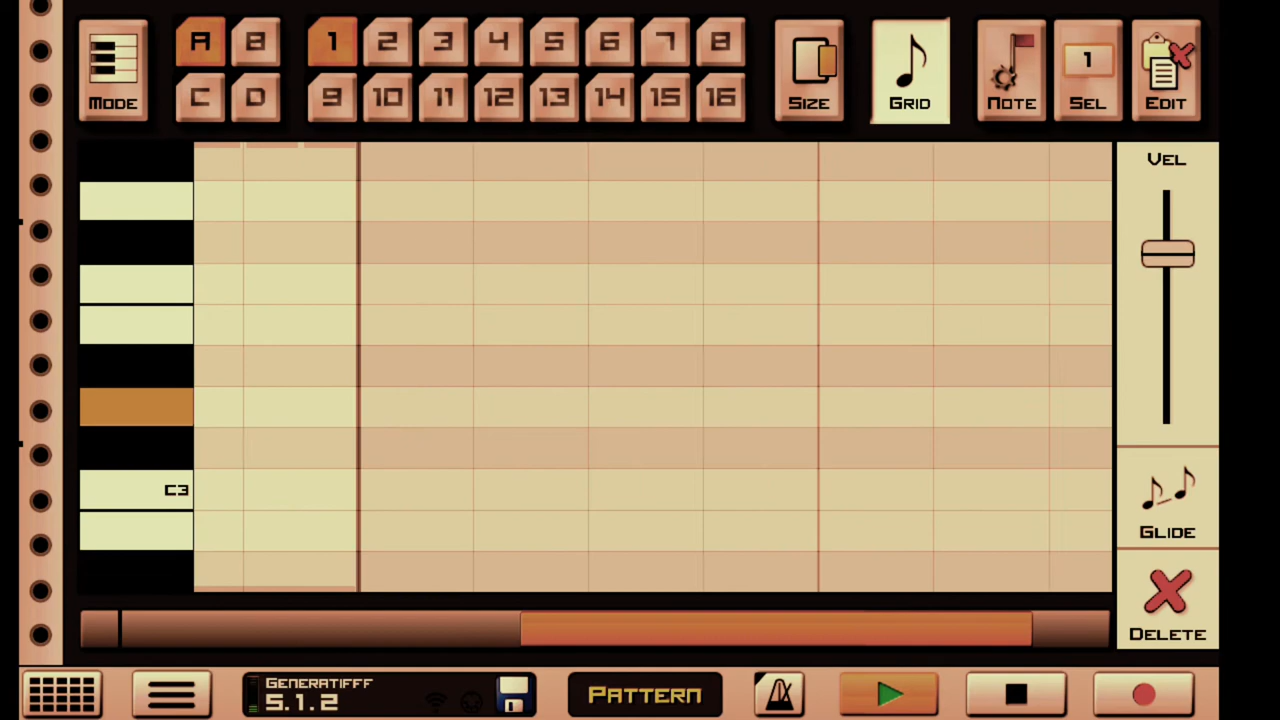 MODE
A B 1 2 3 4 5 6 7 8
C D 9 10 11 12 13 14 15 16
SIZE
GRID
NOTE
1
SEL
EDIT
VEL
C3
GLIDE
DELETE
GENERATIFFF
5.1.2
PATTERN